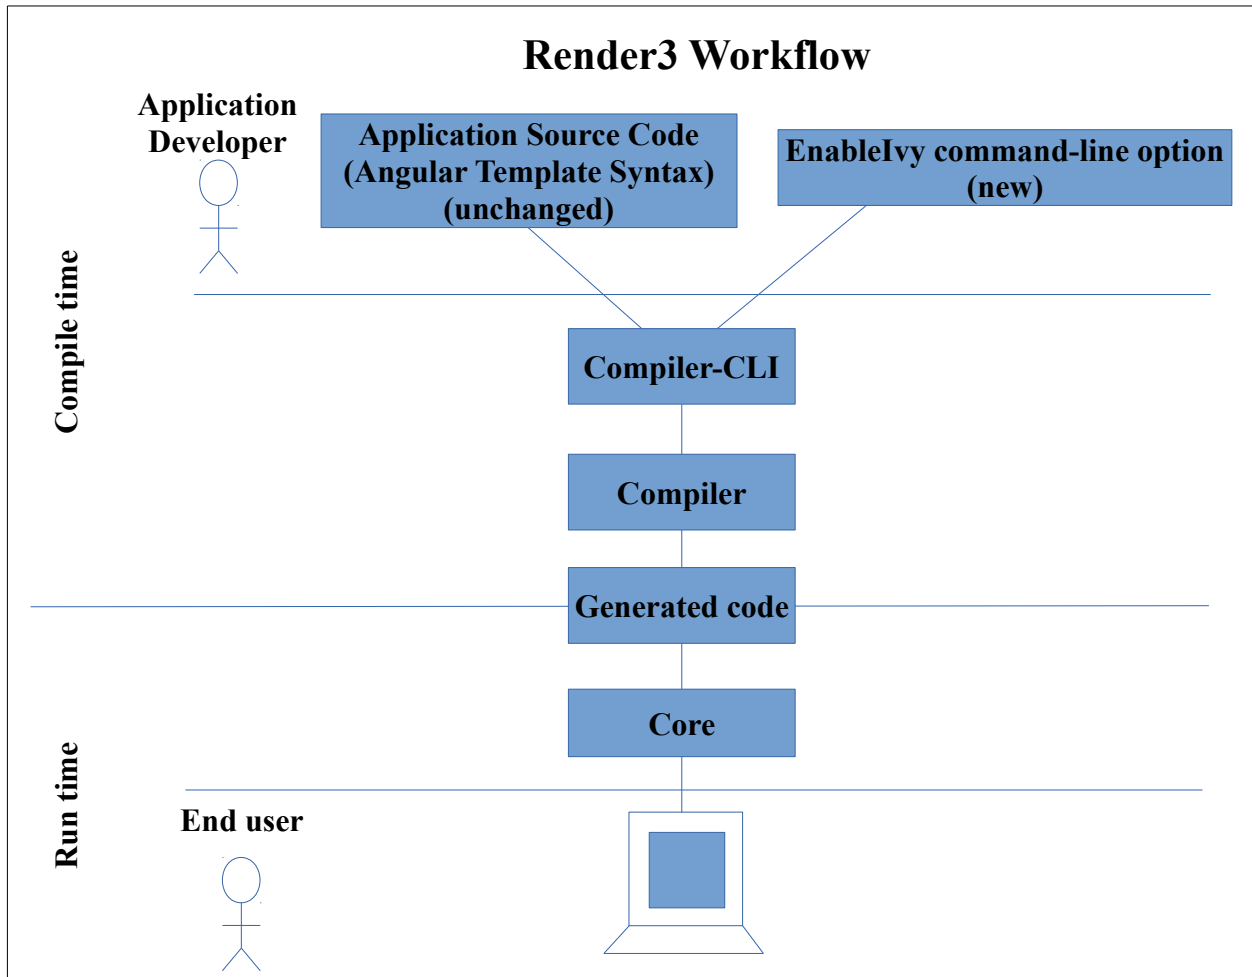 Render3 Workflow
Application
Developer
Application Source Code
(Angular Template Syntax)
(unchanged)
EnableIvy command-line option
(new)
Compile time
Compiler-CLI
Compiler
Generated code
Core
Run time
End user